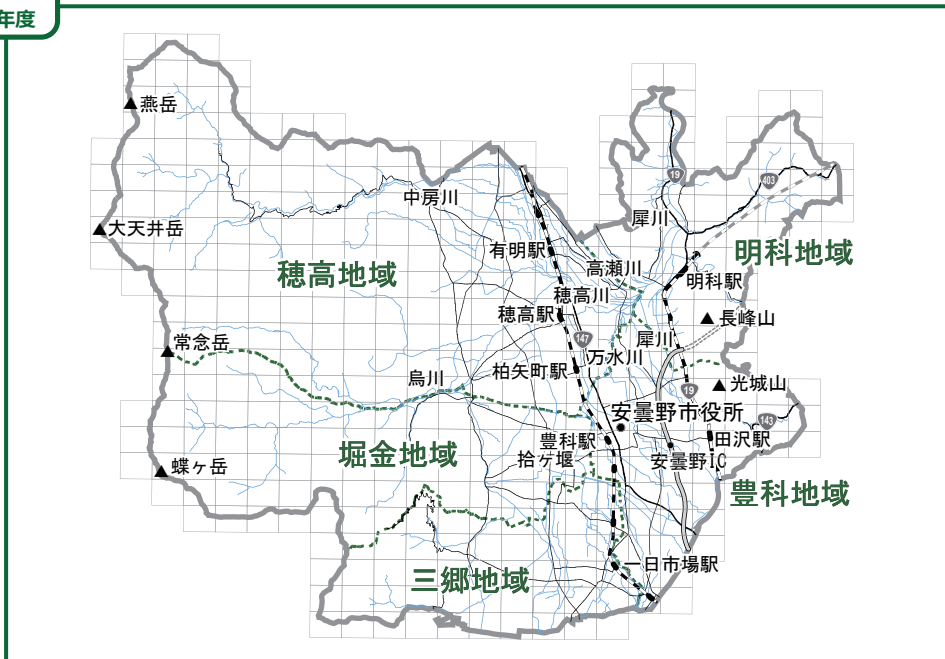 年度
燕岳
19
403
中房川
犀川
大天井岳
有明駅
明科地域
高瀬川
穂高地域
明科駅
穂高川
穂高駅
長峰山
常念岳
147
犀川
万水川
柏矢町駅
烏川
光城山
19
安曇野市役所
143
豊科駅
田沢駅
堀金地域
拾ヶ堰
安曇野IC
蝶ヶ岳
豊科地域
一日市場駅
三郷地域